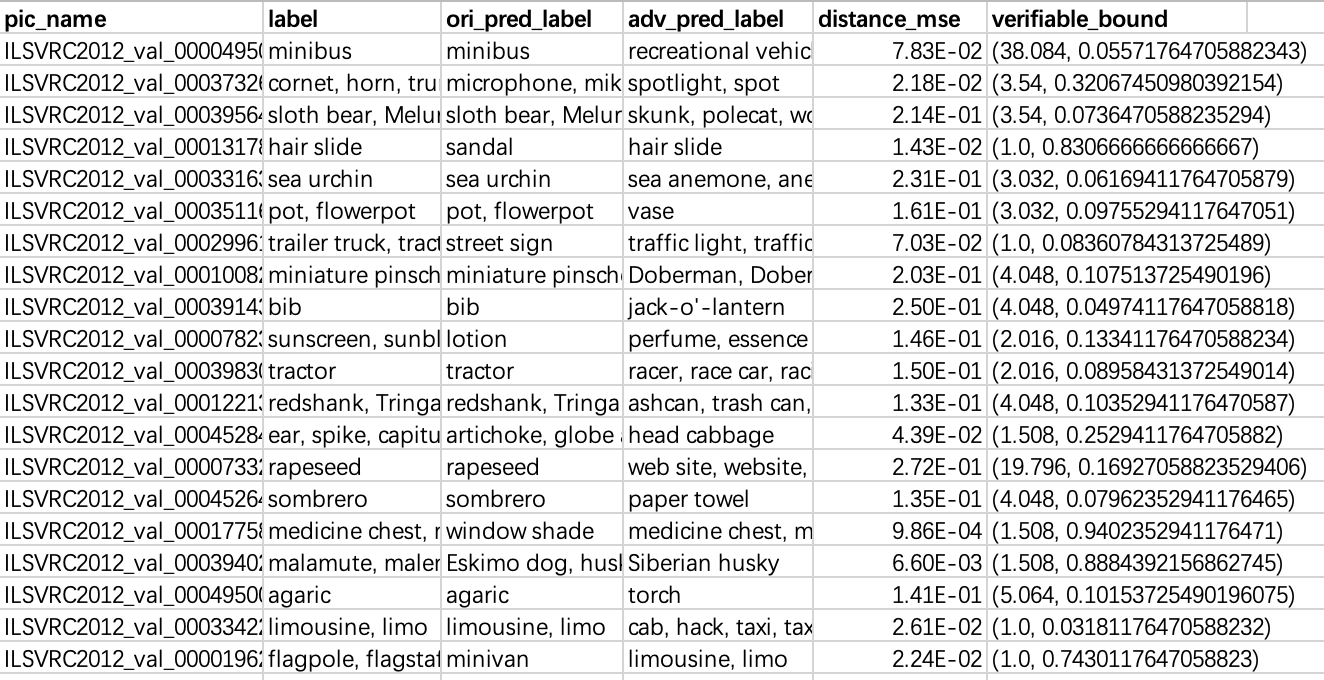 pic_name label ori_pred_label adv_pred_label distance_mse verifiable_bound
ILSVRC2012_val_0000495 minibus minibus recreational vehic 7.83E-02 (38.084, 0.05571764705882343)
ILSVRC2012_val_0003732 cornet, horn, tru microphone, mik spotlight, spot 2.18E-02 (3.54, 0.32067450980392154)
ILSVRC2012_val_0003956 sloth bear, Melur sloth bear, Melur skunk, polecat, wo 2.14E-01 (3.54, 0.0736470588235294)
ILSVRC2012_val_0001317 hair slide sandal hair slide 1.43E-02 (1.0, 0.8306666666666667)
ILSVRC2012_val_0003316 sea urchin sea urchin sea anemone, ane 2.31E-01 (3.032, 0.06169411764705879)
ILSVRC2012_val_0003511 pot, flowerpot pot, flowerpot vase 1.61E-01 (3.032, 0.09755294117647051)
ILSVRC2012_val_0002996 trailer truck, tract street sign traffic light, traffic 7.03E-02 (1.0, 0.08360784313725489)
ILSVRC2012_val_0001008 miniature pinsch miniature pinsch Doberman, Dober 2.03E-01 (4.048, 0.107513725490196)
ILSVRC2012_val_0003914 bib bib jack-o'-lantern 2.50E-01 (4.048, 0.04974117647058818)
ILSVRC2012_val_0000782 sunscreen, sunbl lotion perfume, essence 1.46E-01 (2.016, 0.13341176470588234)
ILSVRC2012_val_0003983 tractor tractor racer, race car, rac 1.50E-01 (2.016, 0.08958431372549014)
ILSVRC2012_val_0001221 redshank, Tringa redshank, Tringa ashcan, trash can, 1.33E-01 (4.048, 0.10352941176470587)
ILSVRC2012_val_0004528 ear, spike, capitu artichoke, globe head cabbage 4.39E-02 (1.508, 0.2529411764705882)
ILSVRC2012_val_0000733 rapeseed rapeseed web site, website, 2.72E-01 (19.796, 0.16927058823529406)
ILSVRC2012_val_0004526 sombrero sombrero paper towel 1.35E-01 (4.048, 0.07962352941176465)
ILSVRC2012_val_0001775 medicine chest, window shade medicine chest, m 9.86E-04 (1.508, 0.9402352941176471)
ILSVRC2012_val_0003940 malamute, maler Eskimo dog, husk Siberian husky 6.60E-03 (1.508, 0.8884392156862745)
ILSVRC2012_val_0004950 agaric agaric torch 1.41E-01 (5.064, 0.10153725490196075)
ILSVRC2012_val_0003342 limousine, limo limousine, limo cab, hack, taxi, tax 2.61E-02 (1.0, 0.03181176470588232)
ILSVRC2012_val_0000196 flagpole, flagstaf minivan limousine, limo 2.24E-02 (1.0, 0.7430117647058823)